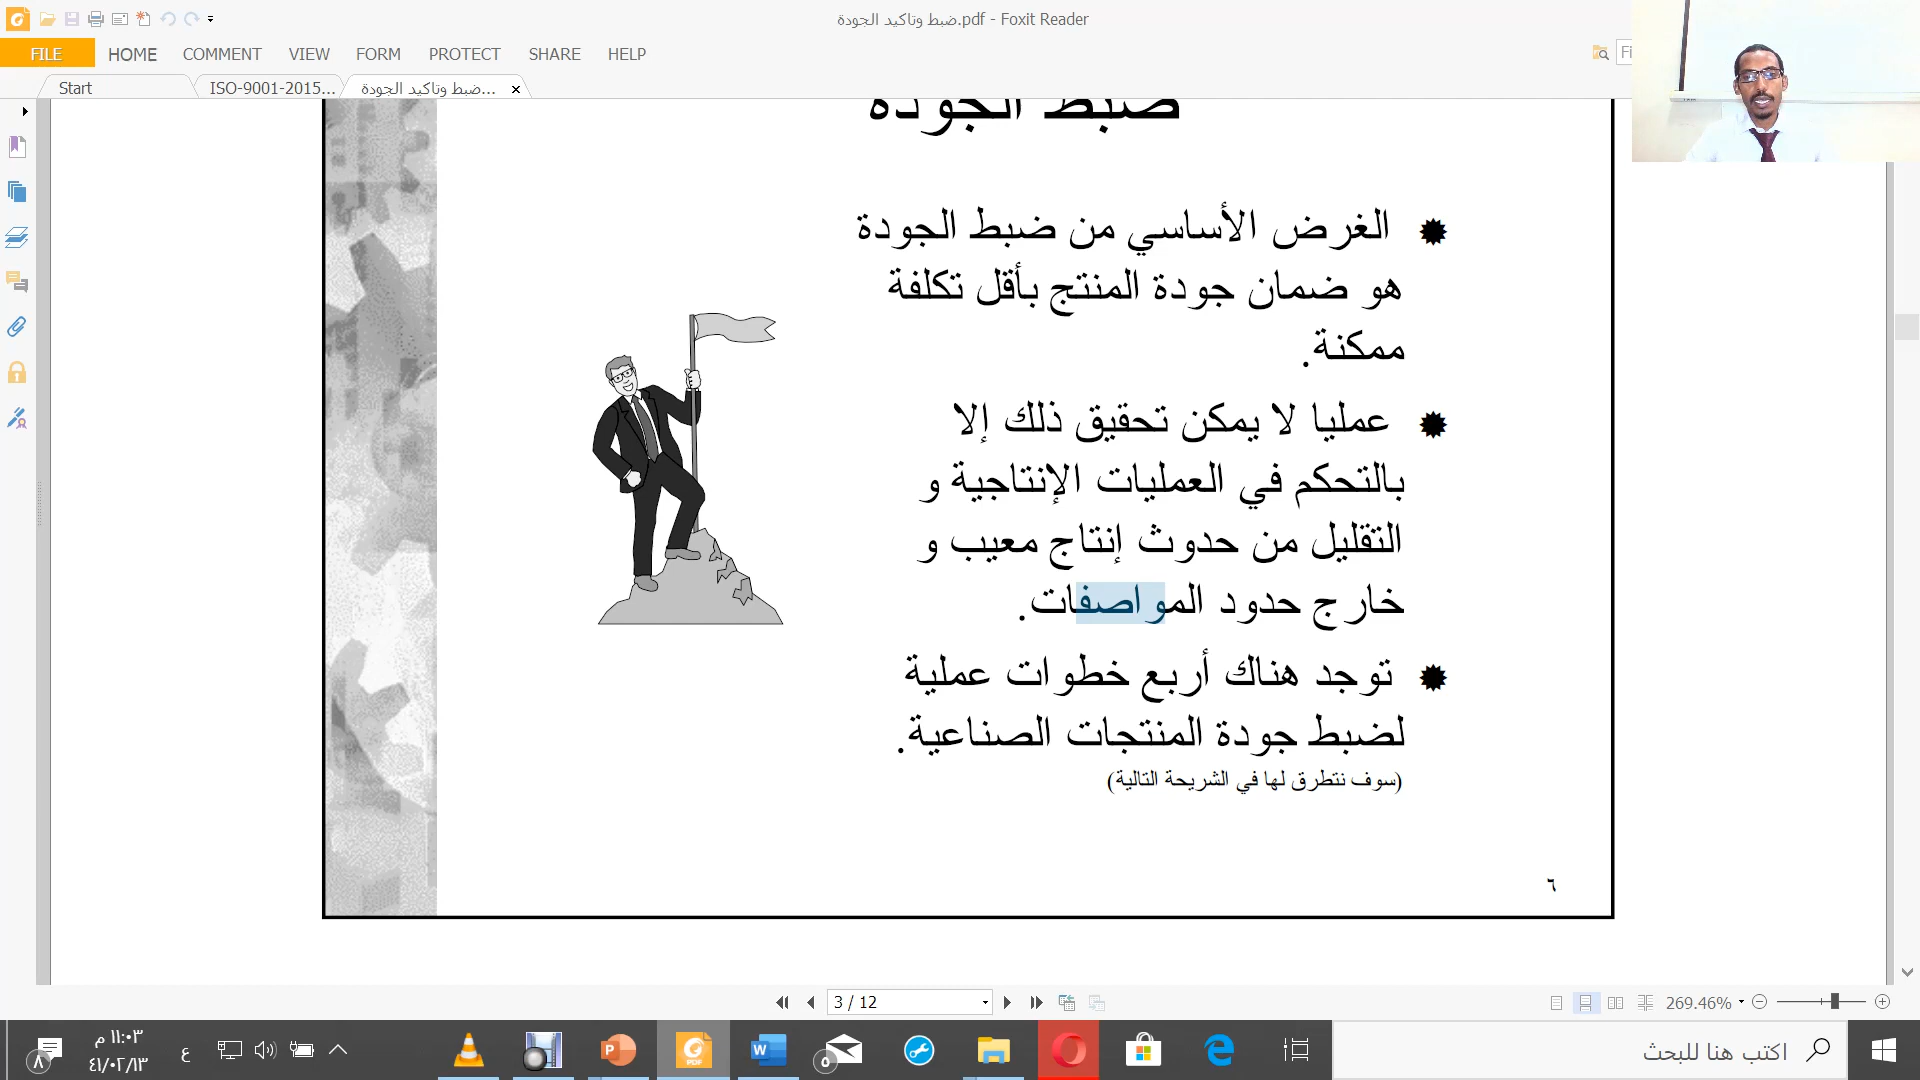 ضبط وتاكيد الجودة.pdf - Foxit Reader
FILE HOME COMMENT VIEW FORM PROTECT SHARE HELP
Start ISO-9001-2015... ضبط وتاكيد الجودة...
ضبط الجودة
الغرض الأساسي من ضبط الجودة
هو ضمان جودة المنتج بأقل تكلفة
ممكنة.
عمليا لا يمكن تحقيق ذلك إلا
بالتحكم في العمليات الإنتاجية و
التقليل من حدوث إنتاج معيب و
خارج حدود المواصفات.
توجد هناك أربع خطوات عملية
لضبط جودة المنتجات الصناعية.
(سوف نتطرق لها في الشريحة التالية)
٦
3 / 12
269.46%
١١:٠٣ م
٤١/٠٢/١٣
ع
٨
٥
اكتب هنا للبحث